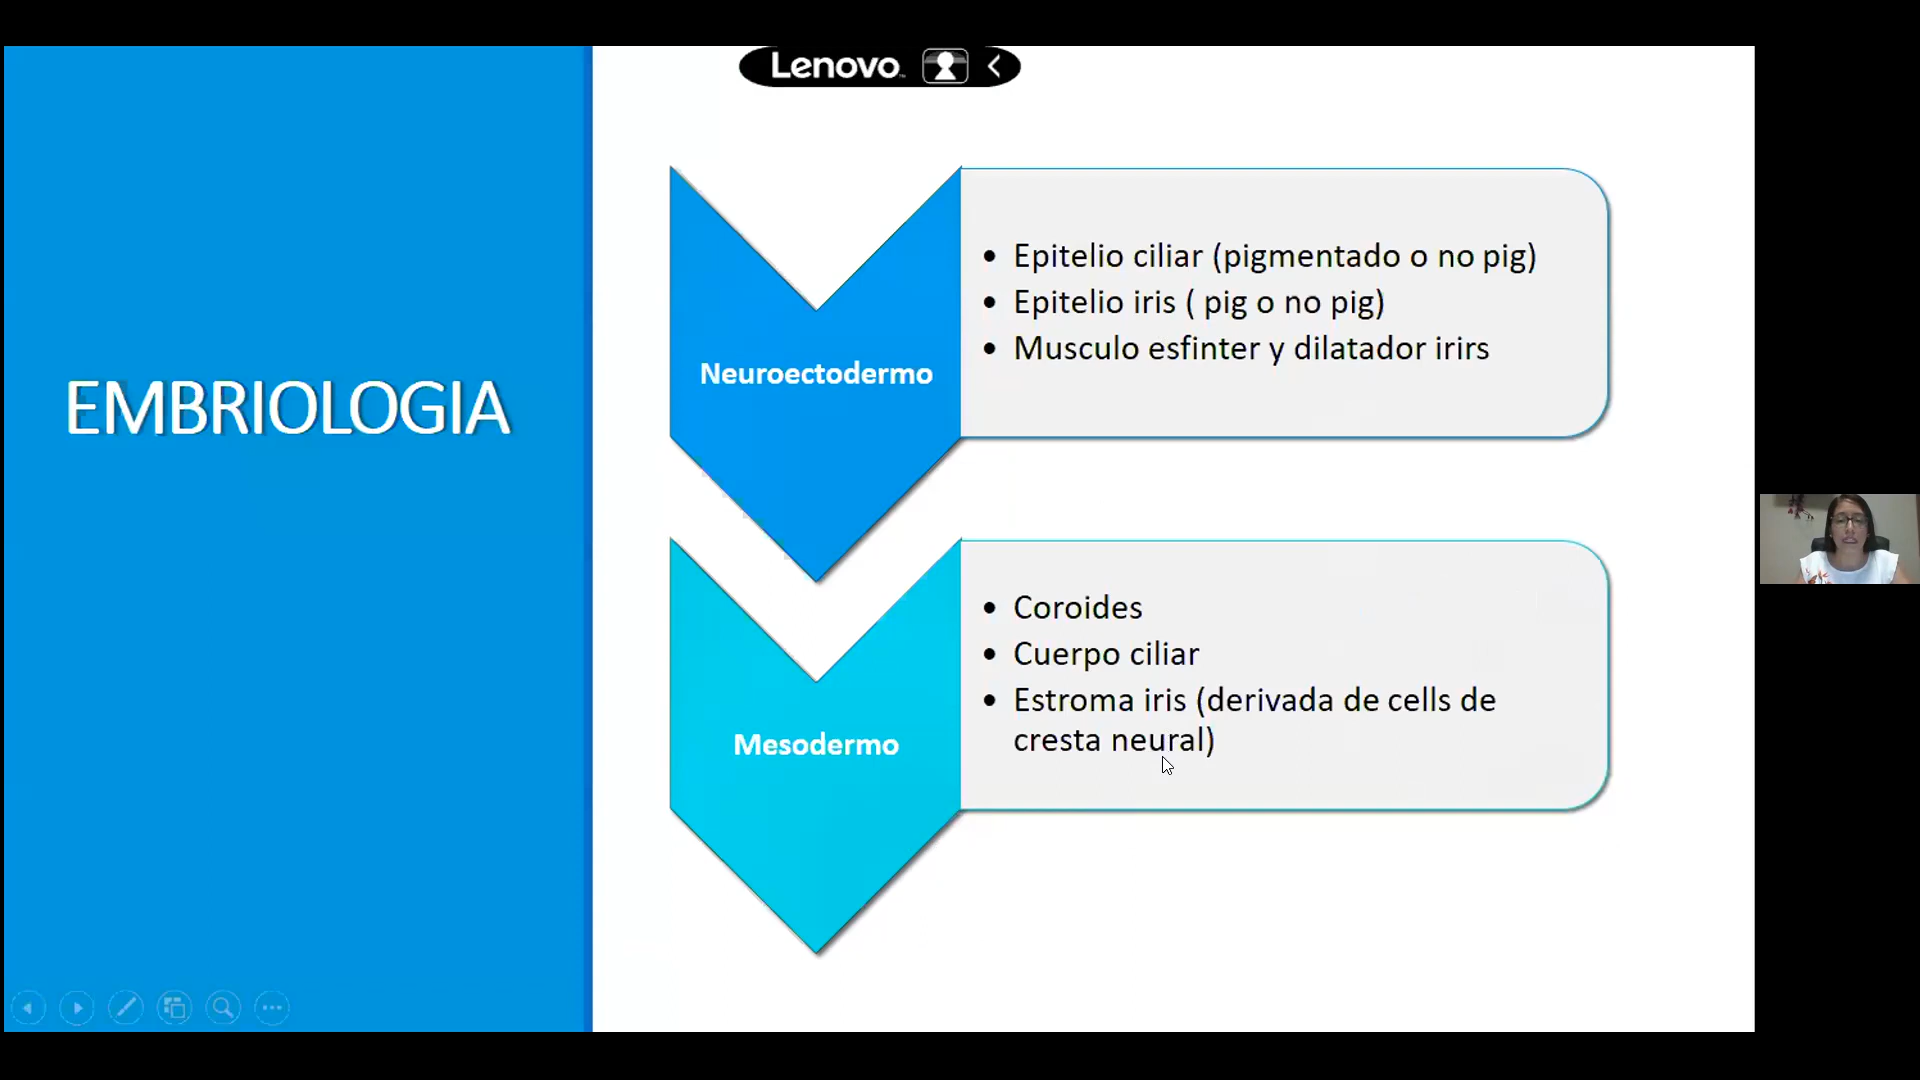 Lenovo
EMBRIOLOGIA
Neuroectodermo
• Epitelio ciliar (pigmentado o no pig)
• Epitelio iris ( pig o no pig)
• Musculo esfinter y dilatador irirs
Mesodermo
• Coroides
• Cuerpo ciliar
• Estroma iris (derivada de cells de
cresta neural)